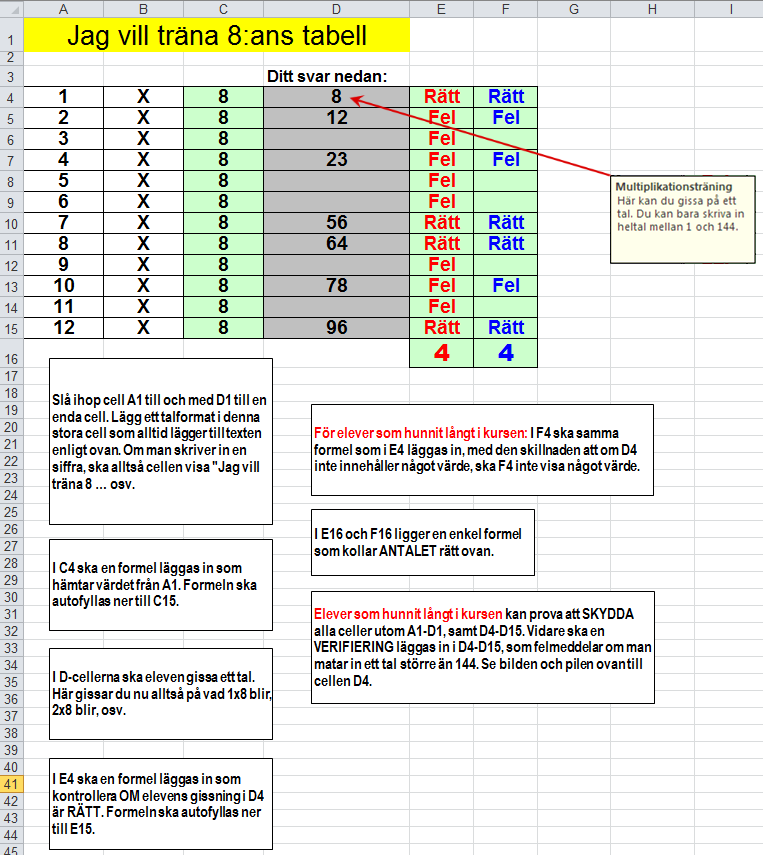 A B C D E F G H I
1 Jag vill träna 8:ans tabell
2
3 Ditt svar nedan:
4 1 X 8 8 Rätt Rätt
5 2 X 8 12 Fel Fel
6 3 X 8 Fel
7 4 X 8 23 Fel Fel
8 5 X 8 Fel
9 6 X 8 Fel
10 7 X 8 56 Rätt Rätt
11 8 X 8 64 Rätt Rätt
12 9 X 8 Fel
13 10 X 8 78 Fel Fel
14 11 X 8 Fel
15 12 X 8 96 Rätt Rätt
16 4 4
Multiplikationsträning
Här kan du gissa på ett
tal. Du kan bara skriva in
heltal mellan 1 och 144.
17
18
19
20
21
22
23
24
25
26
27
28
29
30
31
32
33
34
35
36
37
38
39
40
41
42
43
44
45
Slå ihop cell A1 till och med D1 till en
enda cell. Lägg ett talformat i denna
stora cell som alltid lägger till texten
enligt ovan. Om man skriver in en
siffra, ska alltså cellen visa "Jag vill
träna 8 ... osv.
I C4 ska en formel läggas in som
hämtar värdet från A1. Formeln ska
autofyllas ner till C15.
I D-cellerna ska eleven gissa ett tal.
Här gissar du nu alltså på vad 1x8 blir,
2x8 blir, osv.
I E4 ska en formel läggas in som
kontrollera OM elevens gissning i D4
är RÄTT. Formeln ska autofyllas ner
till E15.
För elever som hunnit långt i kursen: I F4 ska samma
formel som i E4 läggas in, med den skillnaden att om D4
inte innehåller något värde, ska F4 inte visa något värde.
I E16 och F16 ligger en enkel formel
som kollar ANTALET rätt ovan.
Elever som hunnit långt i kursen kan prova att SKYDDA
alla celler utom A1-D1, samt D4-D15. Vidare ska en
VERIFIERING läggas in i D4-D15, som felmeddelar om man
matar in ett tal större än 144. Se bilden och pilen ovan till
cellen D4.